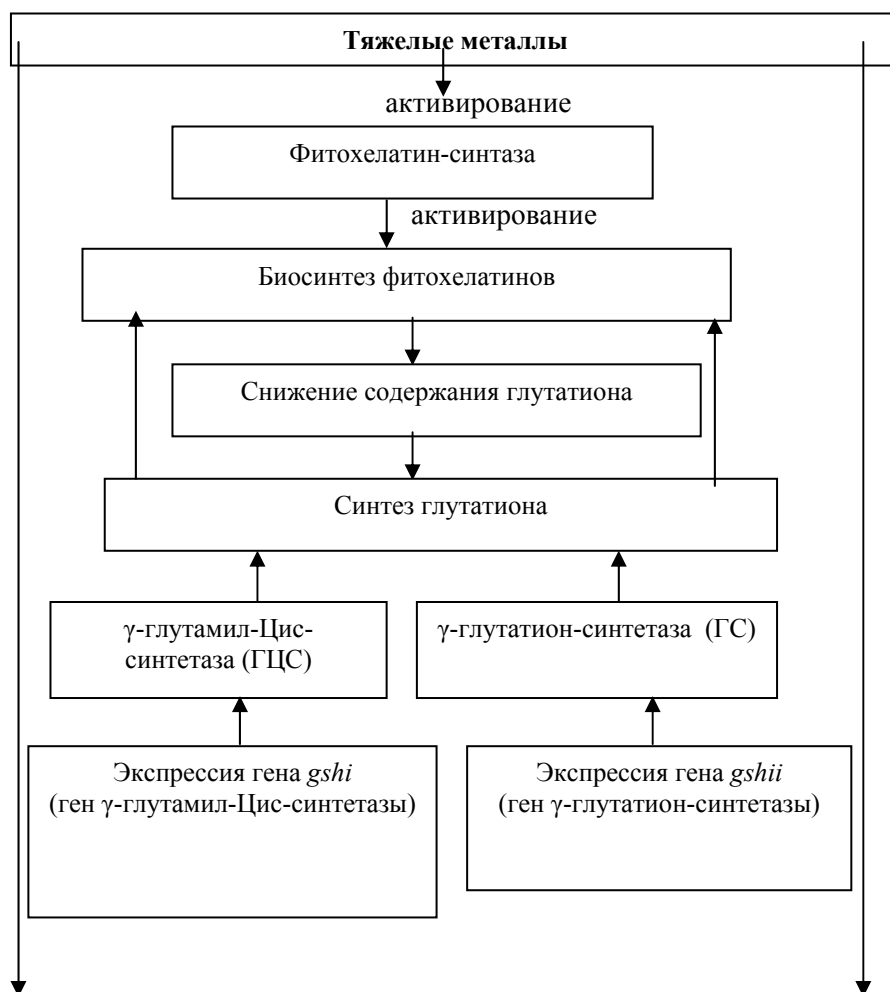 Тяжелые металлы
активирование
Фитохелатин-синтаза
активирование
Биосинтез фитохелатинов
Снижение содержания глутатиона
Синтез глутатиона
γ-глутамил-Цис-
синтетаза (ГЦС)
γ-глутатион-синтетаза (ГС)
Экспрессия гена gshi
(ген γ-глутамил-Цис-синтетазы)
Экспрессия гена gshii
(ген γ-глутатион-синтетазы)